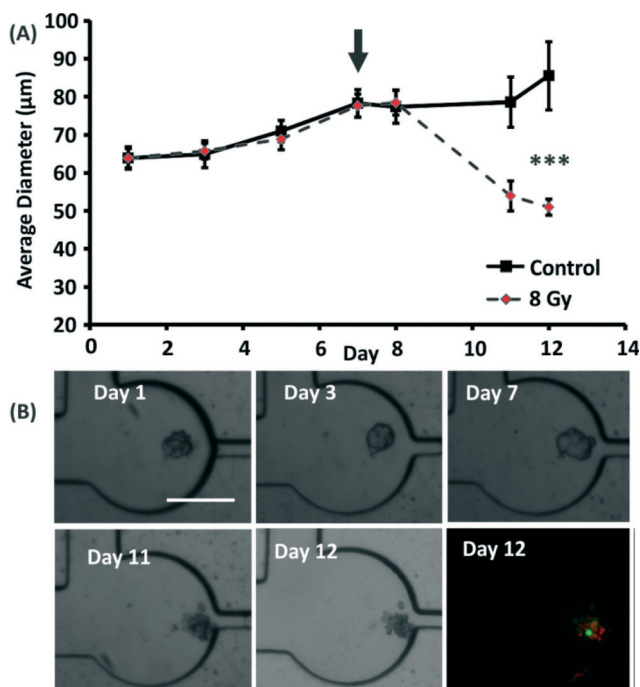 (A)
Average Diameter (µm)
100
90
80
70
60
50
40
30
20
***
Control
8 Gy
0 2 4 6 8 10 12 14
Day
(B)
Day 1
Day 3
Day 7
Day 11
Day 12
Day 12